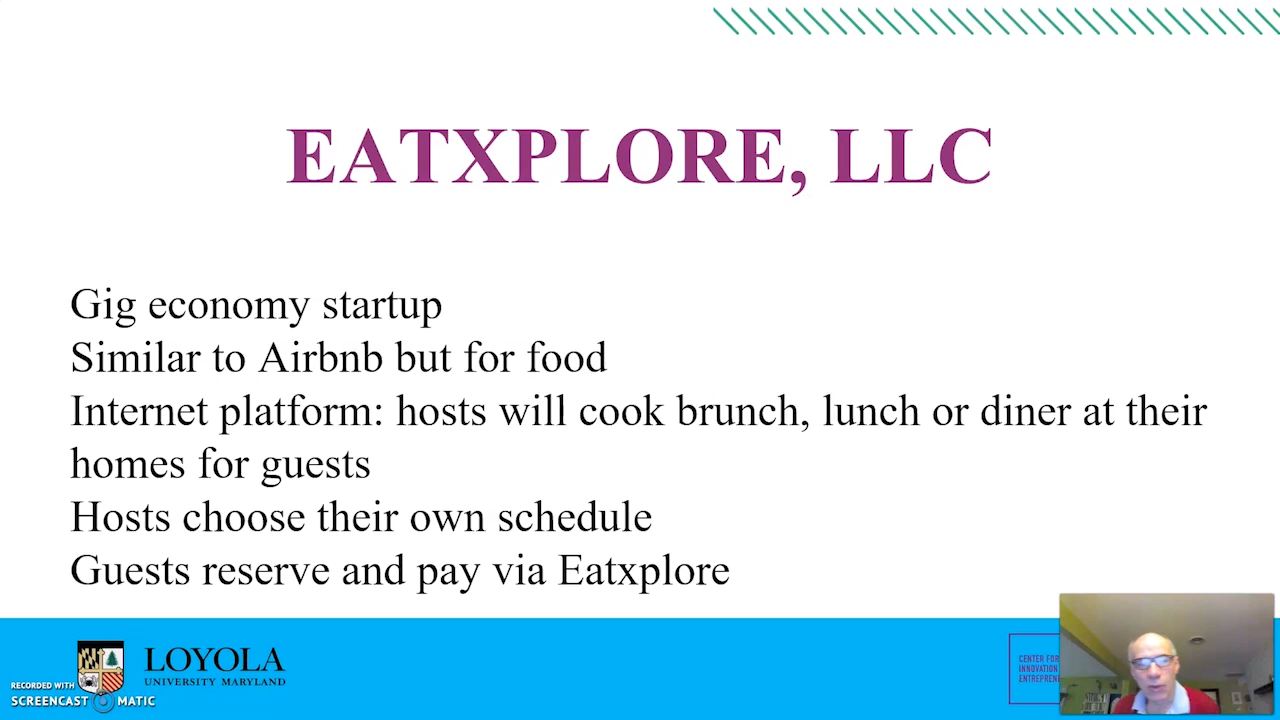 EATXPLORE, LLC
Gig economy startup
Similar to Airbnb but for food
Internet platform: hosts will cook brunch, lunch or diner at their
homes for guests
Hosts choose their own schedule
Guests reserve and pay via Eatxplore
LOYOLA
UNIVERSITY MARYLAND
RECORDED WITH
SCREENCAST MATIC
CENTER FOR
INNOVATION